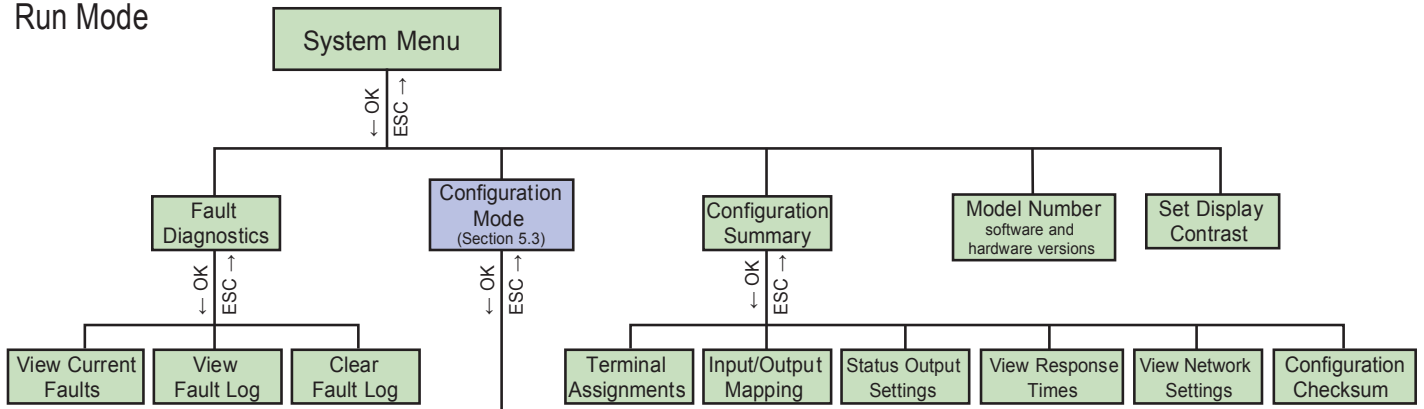 Run Mode
System Menu
← OK
ESC →
Fault
Diagnostics
Configuration
Mode
(Section 5.3)
Configuration
Summary
Model Number
software and
hardware versions
Set Display
Contrast
← OK
ESC →
← OK
ESC →
← OK
ESC →
View Current
Faults
View
Fault Log
Clear
Fault Log
Terminal
Assignments
Input/Output
Mapping
Status Output
Settings
View Response
Times
View Network
Settings
Configuration
Checksum